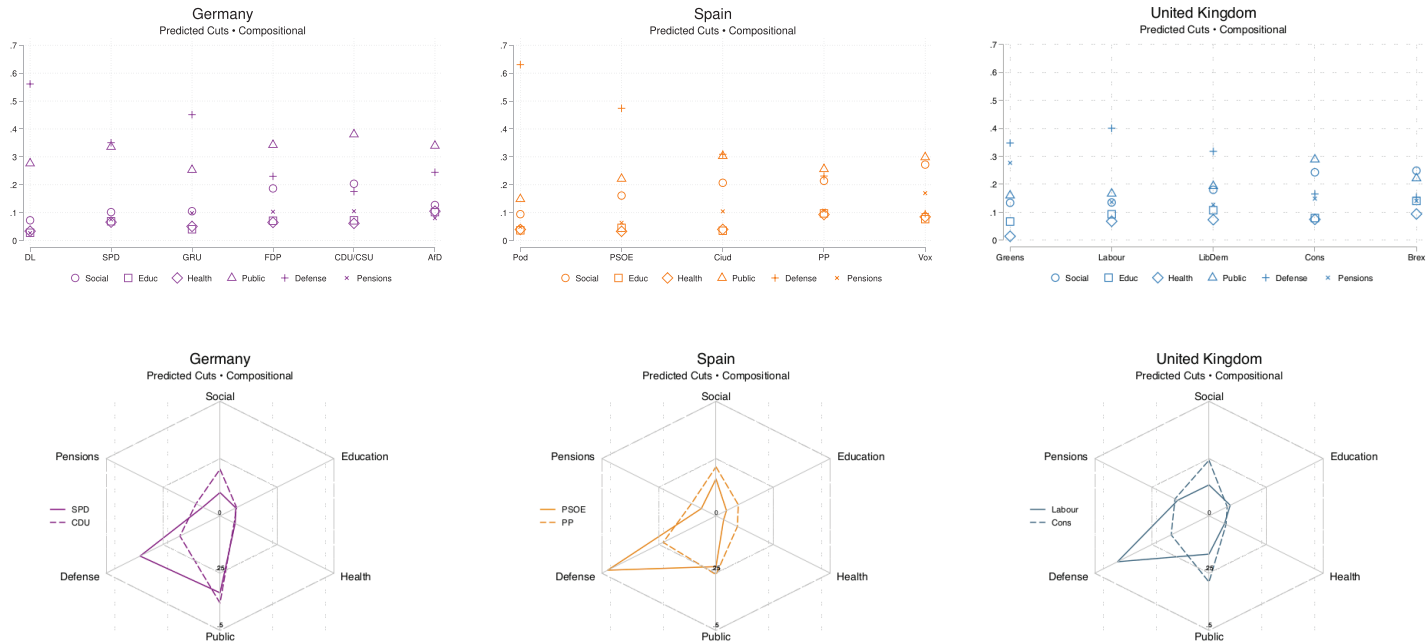 Germany
Predicted Cuts • Compositional
.7
.6
.5
.4
.3
.2
.1
0
DL SPD GRU FDP CDU/CSU AfD
Social Educ Health Public Defense Pensions
Spain
Predicted Cuts • Compositional
.7
.6
.5
.4
.3
.2
.1
0
Pod PSOE Ciud PP Vox
Social Educ Health Public Defense Pensions
United Kingdom
Predicted Cuts • Compositional
.7
.6
.5
.4
.3
.2
.1
0
Greens Labour LibDem Cons Brex
Social Educ Health Public Defense Pensions
Germany
Predicted Cuts • Compositional
Social
Pensions Education
SPD
CDU
0
.25
Defense Health
.5
Public
Spain
Predicted Cuts • Compositional
Social
Pensions Education
PSOE
PP
0
.25
Defense Health
.5
Public
United Kingdom
Predicted Cuts • Compositional
Social
Pensions Education
Labour
Cons
0
.25
Defense Health
.5
Public